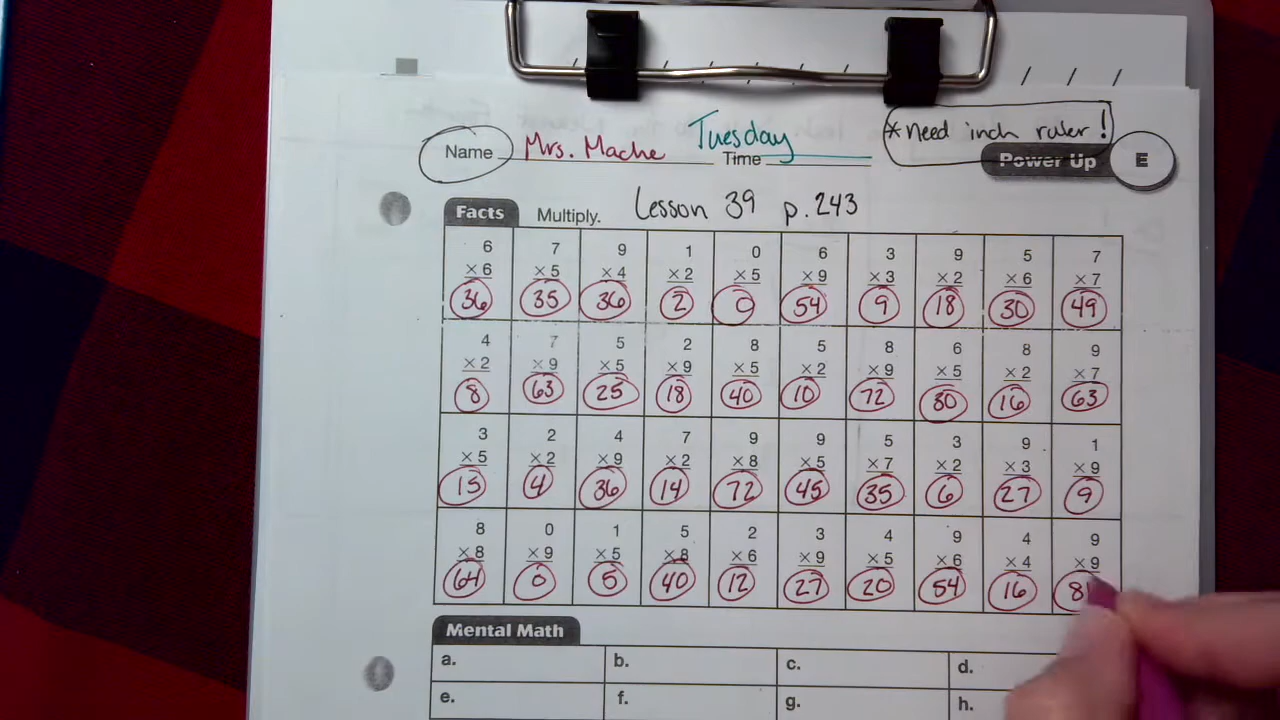 *need inch ruler!
Tuesday
Name Mrs. Mache Time Power Up E
Facts Multiply. Lesson 39 p. 243
6 7 9 1 0 6 3 9 5 7
×6 ×5 ×4 ×2 ×5 ×9 ×3 ×2 ×6 ×7
36 35 36 2 0 54 9 18 30 49
4 7 5 2 8 5 8 6 8 9
×2 ×9 ×5 ×9 ×5 ×2 ×9 ×5 ×2 ×7
8 63 25 18 40 10 72 30 16 63
3 2 4 7 9 9 5 3 9 1
×5 ×2 ×9 ×2 ×8 ×5 ×7 ×2 ×3 ×9
15 4 36 14 72 45 35 6 27 9
8 0 1 5 2 3 4 9 4 9
×8 ×9 ×5 ×8 ×6 ×9 ×5 ×6 ×4 ×9
64 0 5 40 12 27 20 54 16 81
Mental Math
a. b. c. d.
e. f. g. h.